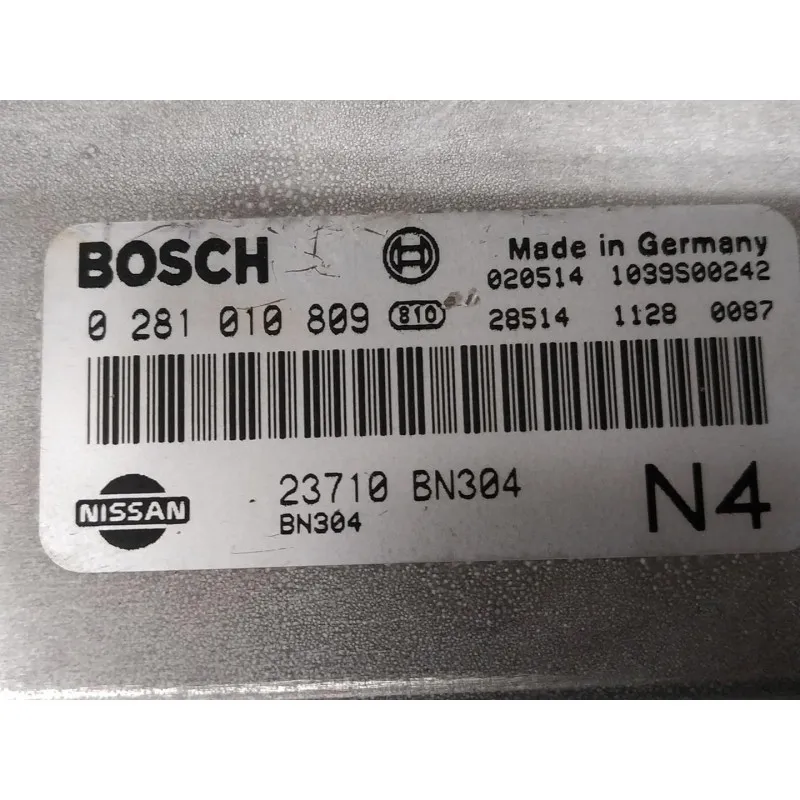 BOSCH
Made in Germany
020514 1039S00242
0 281 010 809 810 28514 1128 0087
NISSAN
23710 BN304
BN304
N4